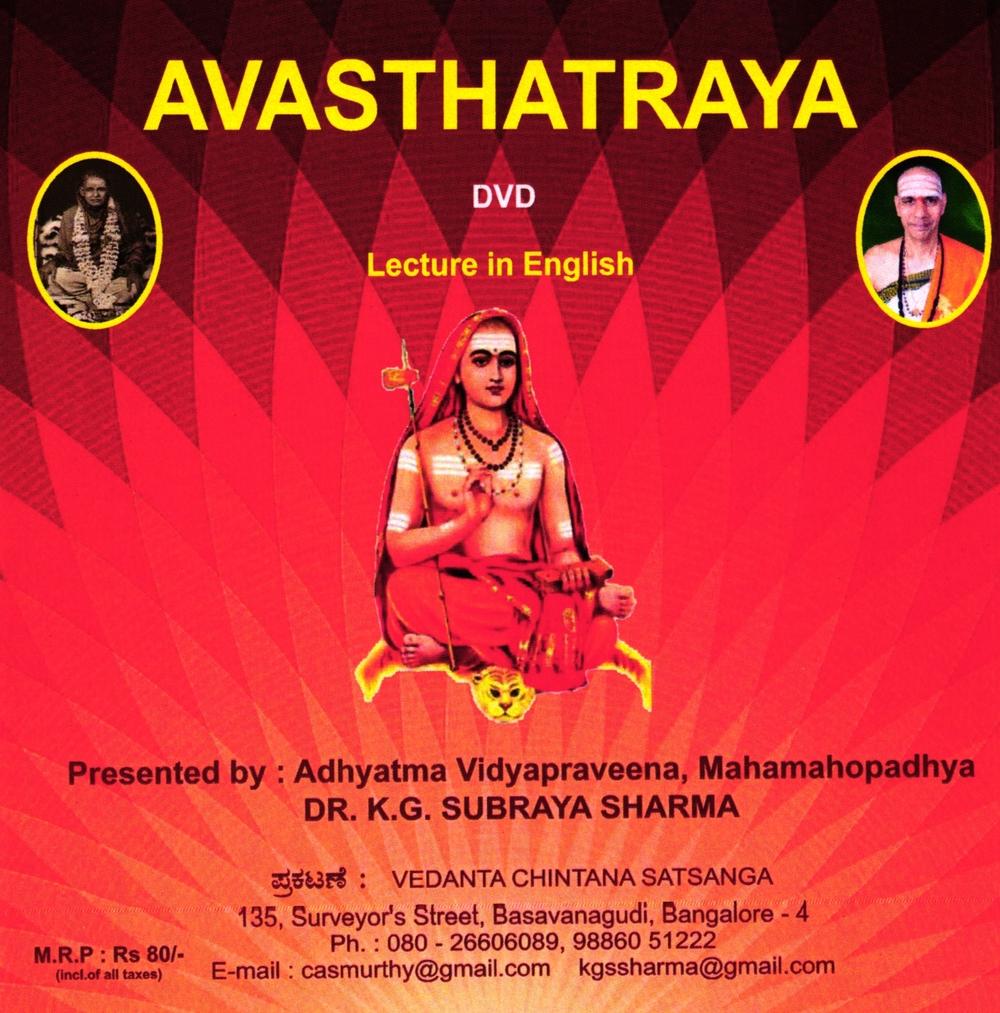 AVASTHATRAYA
DVD
Lecture in English
Presented by : Adhyatma Vidyapraveena, Mahamahopadhya
DR. K.G. SUBRAYA SHARMA
ಪ್ರಕಟಣೆ : VEDANTA CHINTANA SATSANGA
135, Surveyor's Street, Basavanagudi, Bangalore - 4
Ph. : 080 - 26606089, 98860 51222
M.R.P : Rs 80/-
(incl.of all taxes)
E-mail : casmurthy@gmail.com kgssharma@gmail.com